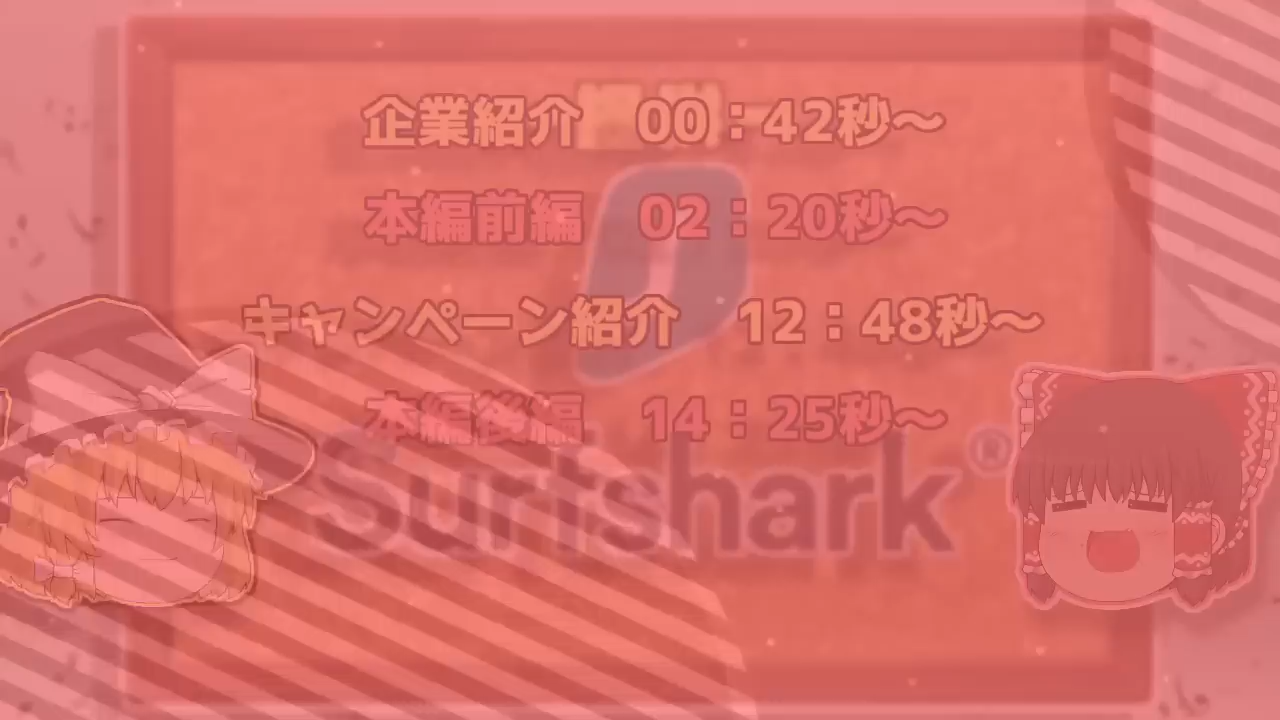 企業紹介　00：42秒～
本編前編　02：20秒～
キャンペーン紹介　12：48秒～
本編後編　14：25秒～
Surfshark®